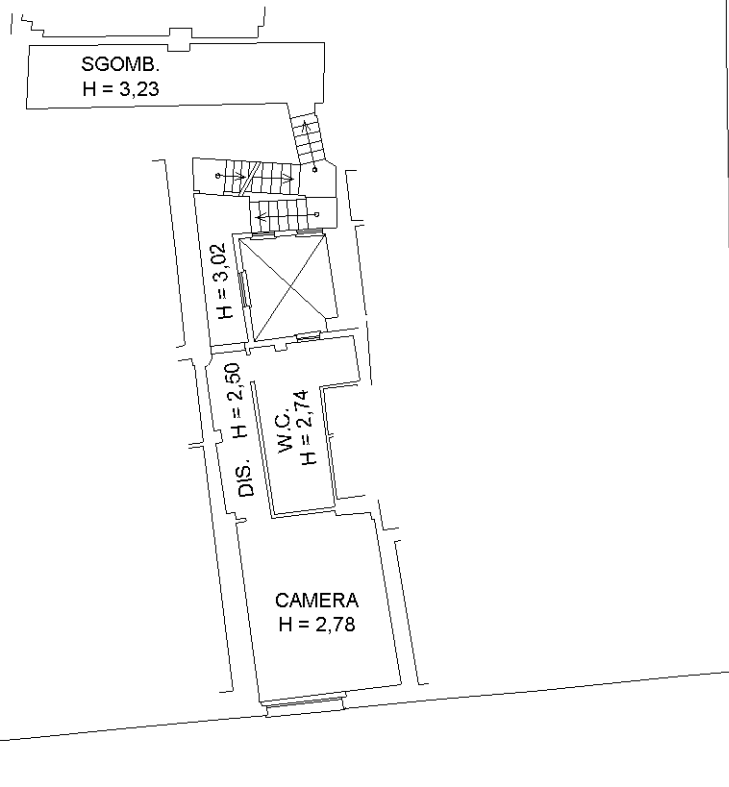 SGOMB.
H = 3,23
H = 3,02
DIS.  H = 2,50
W.C.
H = 2,74
CAMERA
H = 2,78